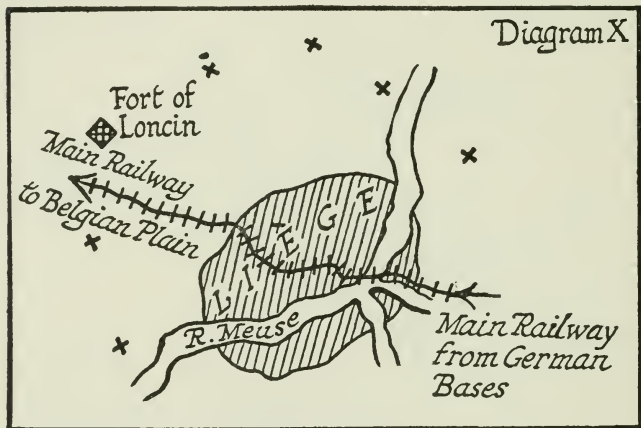 Diagram X
Fort of
Loncin
Main Railway
to Belgian Plain
LIEGE
R. Meuse
Main Railway
from German
Bases